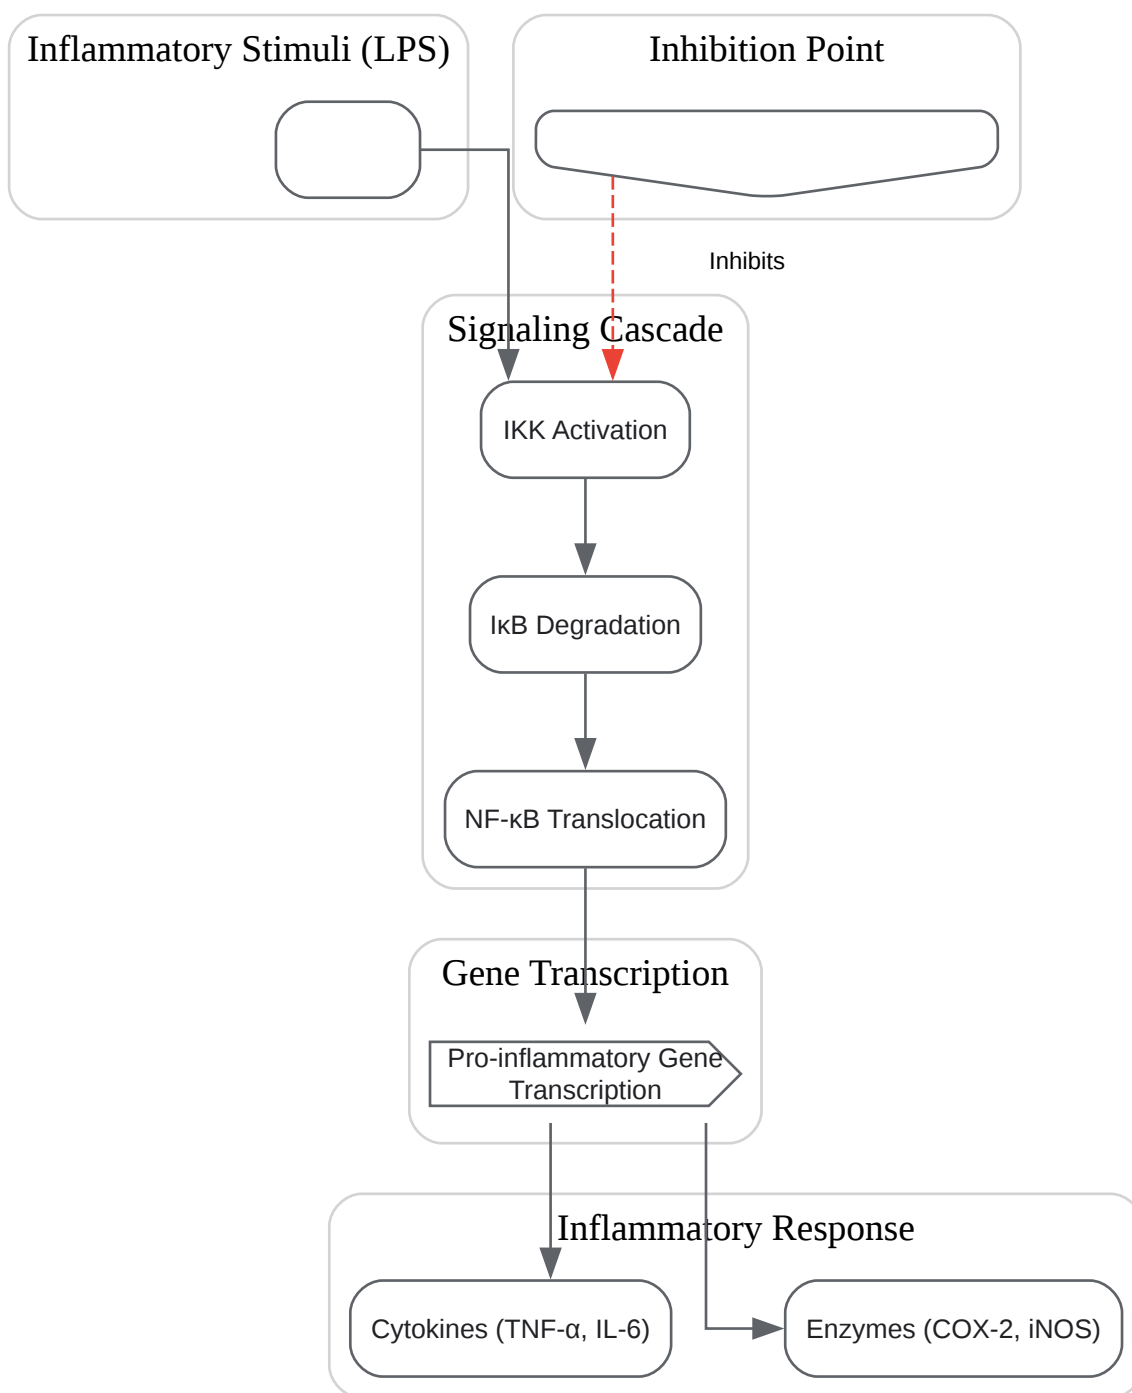 Inflammatory Stimuli (LPS)
Inhibition Point
Inhibits
Signaling Cascade
IKK Activation
IκB Degradation
NF-κB Translocation
Gene Transcription
Pro-inflammatory Gene
Transcription
Inflammatory Response
Cytokines (TNF-α, IL-6)
Enzymes (COX-2, iNOS)